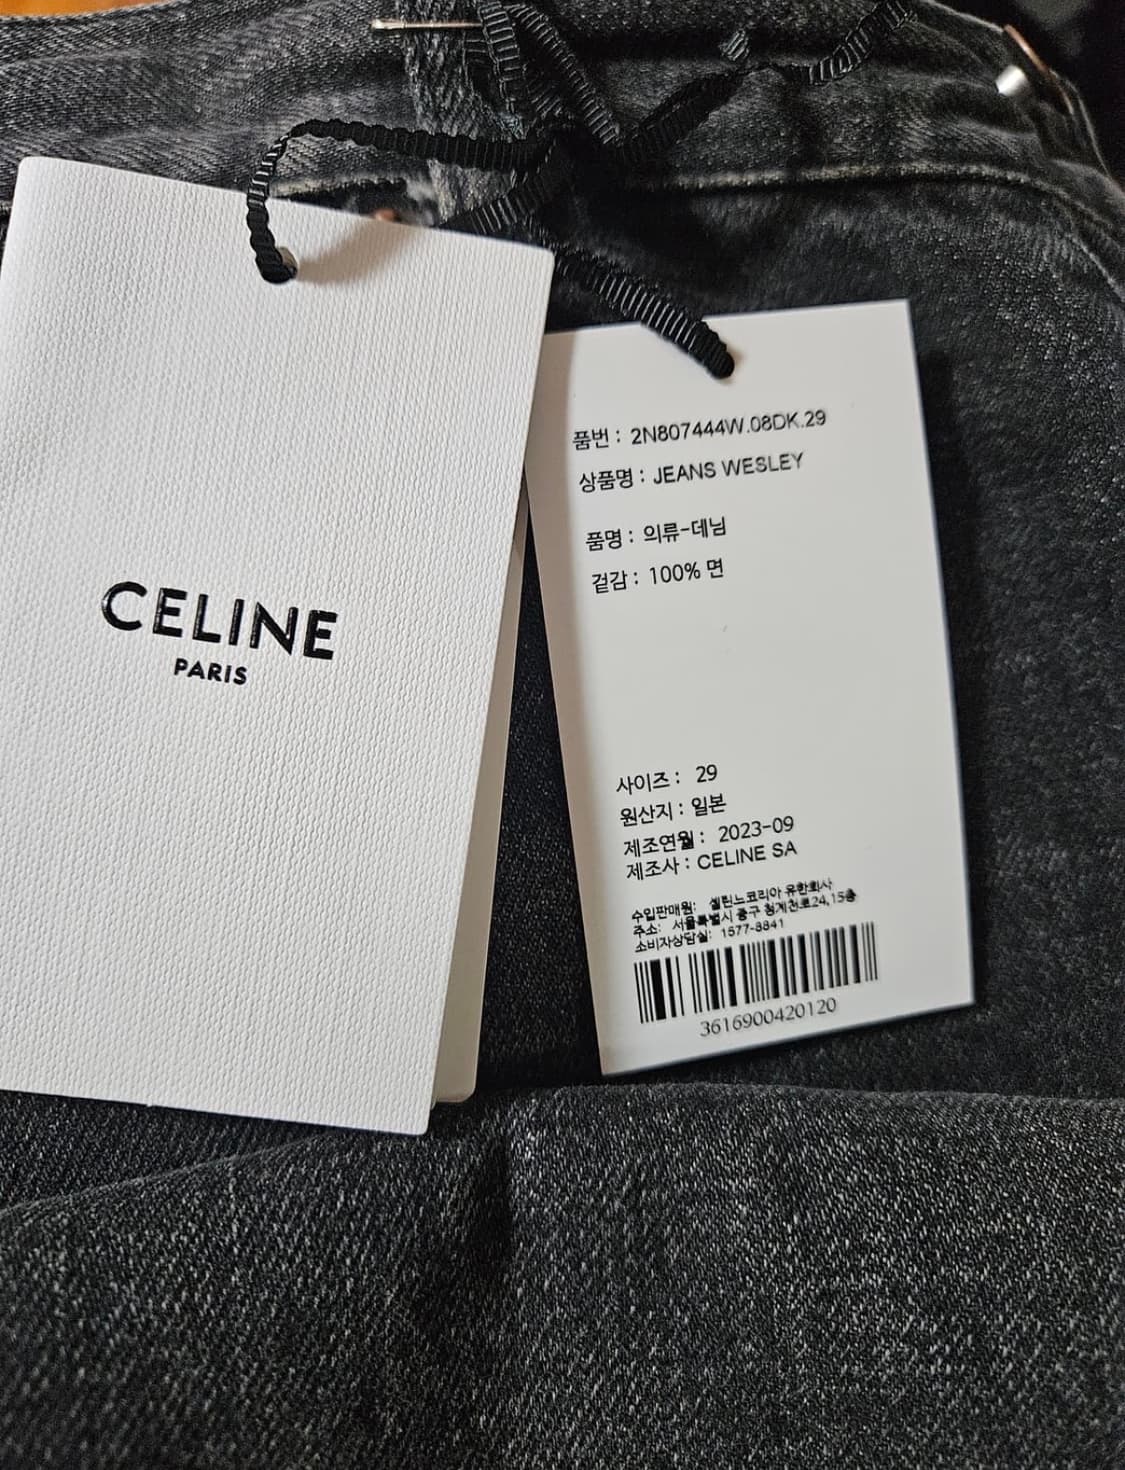 CELINE
PARIS
품번 : 2N807444W.08DK.29
상품명 : JEANS WESLEY
품명 : 의류-데님
겉감 : 100% 면
사이즈 : 29
원산지 : 일본
제조연월 : 2023-09
제조사 : CELINE SA
수입판매원: 셀린느코리아 유한회사
주소: 서울특별시 중구 청계천로24, 15층
소비자상담실: 1577-8841
3616900420120